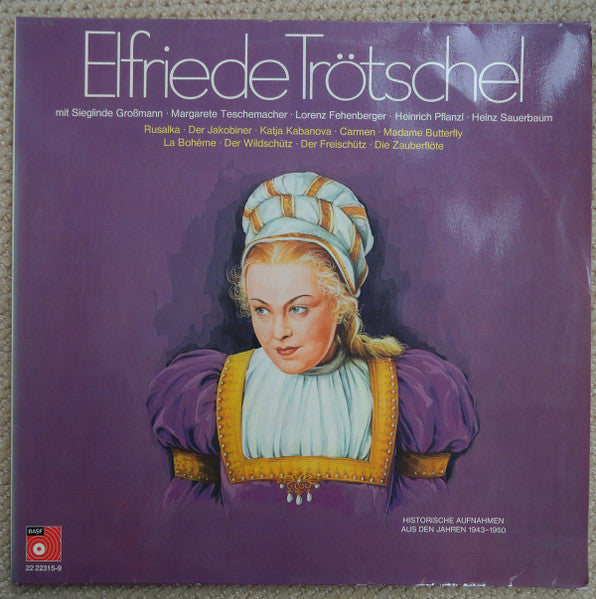 Elfriede Trötschel
mit Sieglinde Großmann · Margarete Teschemacher · Lorenz Fehenberger · Heinrich Pflanzl · Heinz Sauerbaum
Rusalka · Der Jakobiner · Katja Kabanova · Carmen · Madame Butterfly
La Bohème · Der Wildschütz · Der Freischütz · Die Zauberflöte
HISTORISCHE AUFNAHMEN
AUS DEN JAHREN 1943–1950
BASF
22 22315-9